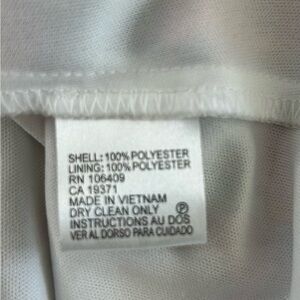 SHELL: 100% POLYESTER
LINING: 100% POLYESTER
RN 106409
CA 19371
MADE IN VIETNAM
DRY CLEAN ONLY Ⓟ
INSTRUCTIONS AU DOS
VER AL DORSO PARA CUIDADO